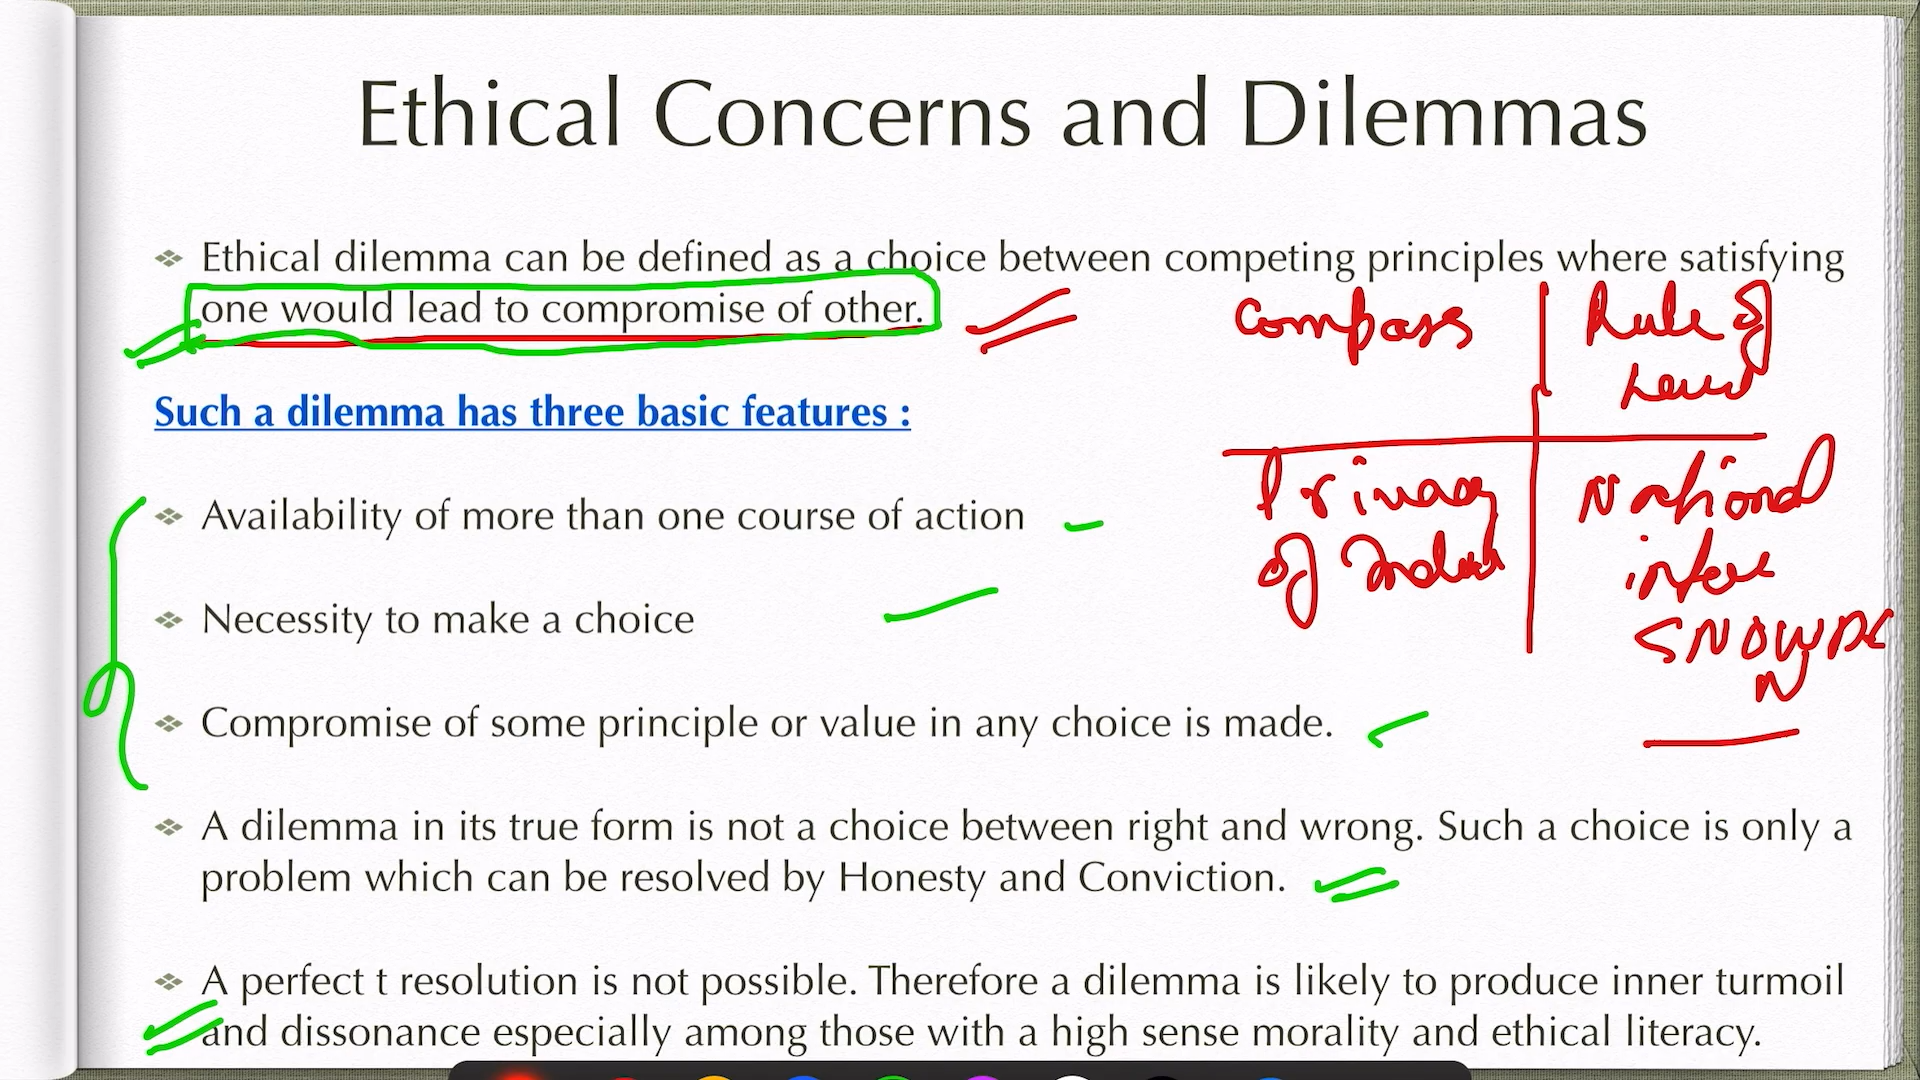 Ethical Concerns and Dilemmas
❖ Ethical dilemma can be defined as a choice between competing principles where satisfying
one would lead to compromise of other.
Such a dilemma has three basic features :
❖ Availability of more than one course of action
❖ Necessity to make a choice
❖ Compromise of some principle or value in any choice is made.
❖ A dilemma in its true form is not a choice between right and wrong. Such a choice is only a
problem which can be resolved by Honesty and Conviction.
❖ A perfect t resolution is not possible. Therefore a dilemma is likely to produce inner turmoil
and dissonance especially among those with a high sense morality and ethical literacy.
Compass
Rule of
Privacy
of
National
inte
SNOWDE
N